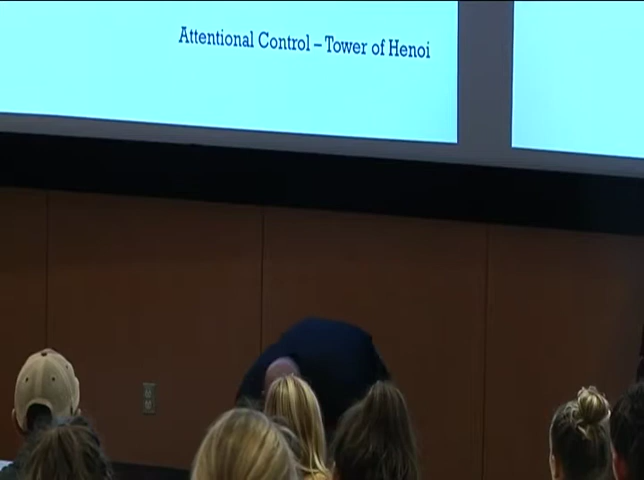 Attentional Control – Tower of Henoi